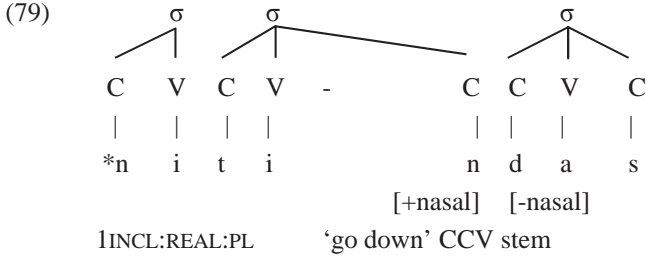 (79) σ σ σ
C V C V - C C V C
| | | | | | | |
*n i t i n d a s
[+nasal] [-nasal]
1INCL:REAL:PL ‘go down’ CCV stem